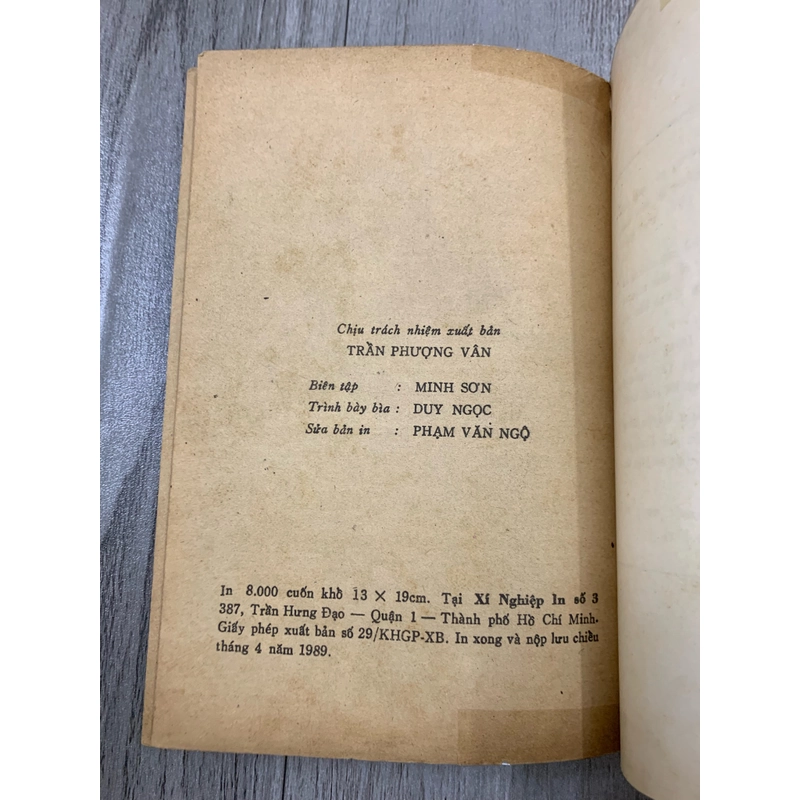 Chịu trách nhiệm xuất bản
TRẦN PHƯỢNG VÂN
Biên tập : MINH SƠN
Trình bày bìa : DUY NGỌC
Sửa bản in : PHẠM VĂN NGỘ
In 8.000 cuốn khổ 13 × 19cm. Tại Xí Nghiệp In số 3
387, Trần Hưng Đạo — Quận 1 — Thành phố Hồ Chí Minh.
Giấy phép xuất bản số 29/KHGP-XB. In xong và nộp lưu chiều
tháng 4 năm 1989.